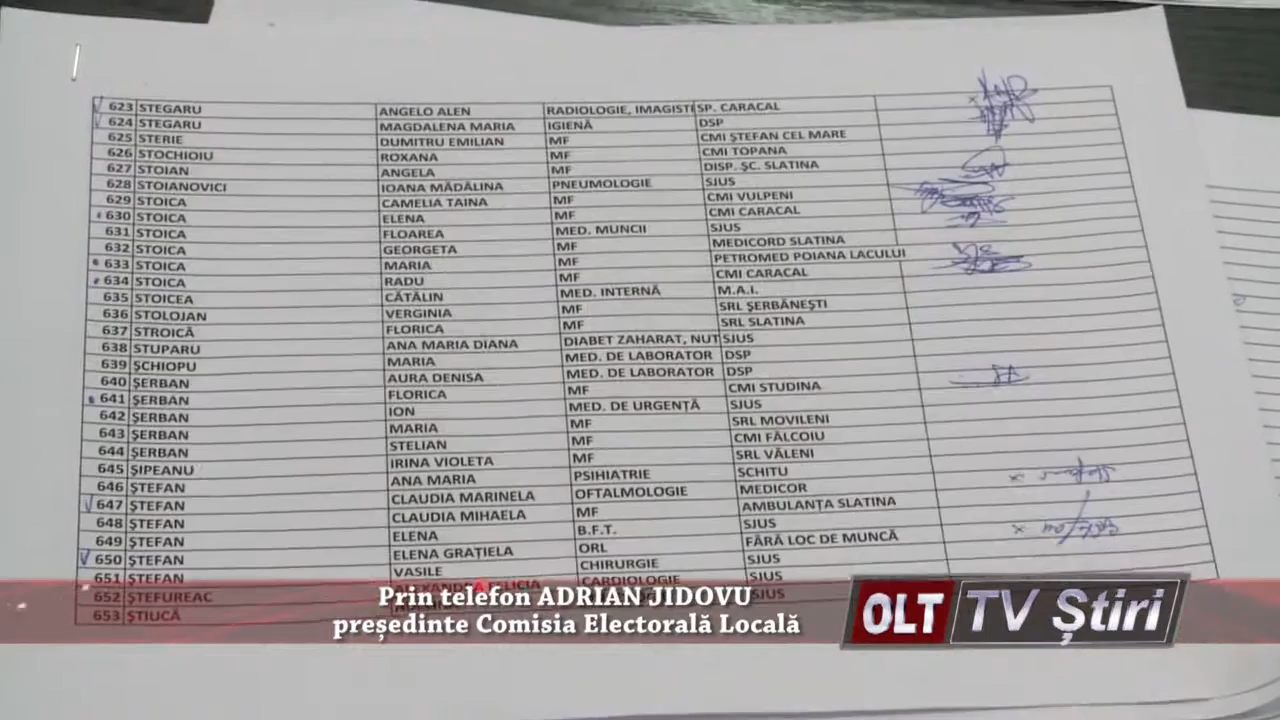 623 STEGARU ANGELO ALEN RADIOLOGIE, IMAGISTI SP. CARACAL
624 STEGARU MAGDALENA MARIA IGIENĂ DSP
625 STERIE DUMITRU EMILIAN MF CMI ȘTEFAN CEL MARE
626 STOCHIOIU ROXANA MF CMI TOPANA
627 STOIAN ANGELA MF DISP. ȘC. SLATINA
628 STOIANOVICI IOANA MĂDĂLINA PNEUMOLOGIE SJUS
629 STOICA CAMELIA TAINA MF CMI VULPENI
630 STOICA ELENA MF CMI CARACAL
631 STOICA FLOAREA MED. MUNCII SJUS
632 STOICA GEORGETA MF MEDICORD SLATINA
633 STOICA MARIA MF PETROMED POIANA LACULUI
634 STOICA RADU MF CMI CARACAL
635 STOICEA CĂTĂLIN MED. INTERNĂ M.A.I.
636 STOLOJAN VERGINIA MF SRL ȘERBĂNEȘTI
637 STROICĂ FLORICA MF SRL SLATINA
638 STUPARU ANA MARIA DIANA DIABET ZAHARAT, NUT SJUS
639 ȘCHIOPU MARIA MED. DE LABORATOR DSP
640 ȘERBAN AURA DENISA MED. DE LABORATOR DSP
641 ȘERBAN FLORICA MF CMI STUDINA
642 ȘERBAN ION MED. DE URGENȚĂ SJUS
643 ȘERBAN MARIA MF SRL MOVILENI
644 ȘERBAN STELIAN MF CMI FĂLCOIU
645 ȘIPEANU IRINA VIOLETA MF SRL VĂLENI
646 ȘTEFAN ANA MARIA PSIHIATRIE SCHITU
647 ȘTEFAN CLAUDIA MARINELA OFTALMOLOGIE MEDICOR
648 ȘTEFAN CLAUDIA MIHAELA MF AMBULANȚA SLATINA
649 ȘTEFAN ELENA B.F.T. SJUS
650 ȘTEFAN ELENA GRAȚIELA ORL FĂRĂ LOC DE MUNCĂ
651 ȘTEFAN VASILE CHIRURGIE SJUS
652 ȘTEFUREAC ALEXANDRA FELICIA CARDIOLOGIE SJUS
653 ȘTIUCĂ SJUS
Prin telefon ADRIAN JIDOVU
președinte Comisia Electorală Locală
OLT TV Știri